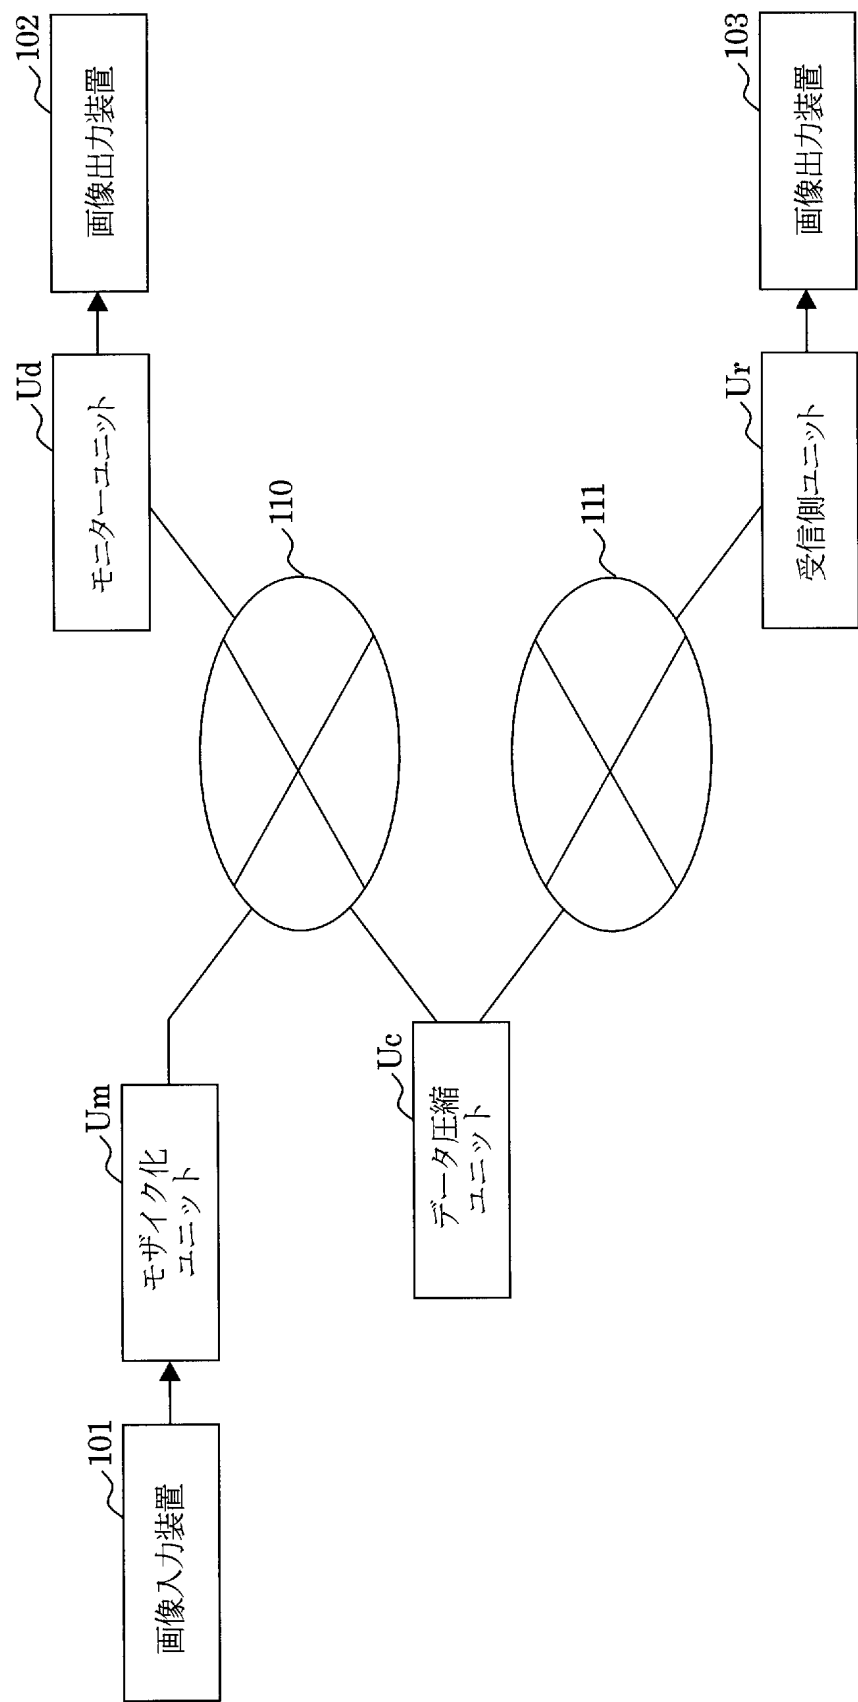 101
画像入力装置
Um
モザイク化
ユニット
Ud
モニターユニット
102
画像出力装置
110
Uc
データ圧縮
ユニット
111
Ur
受信側ユニット
103
画像出力装置